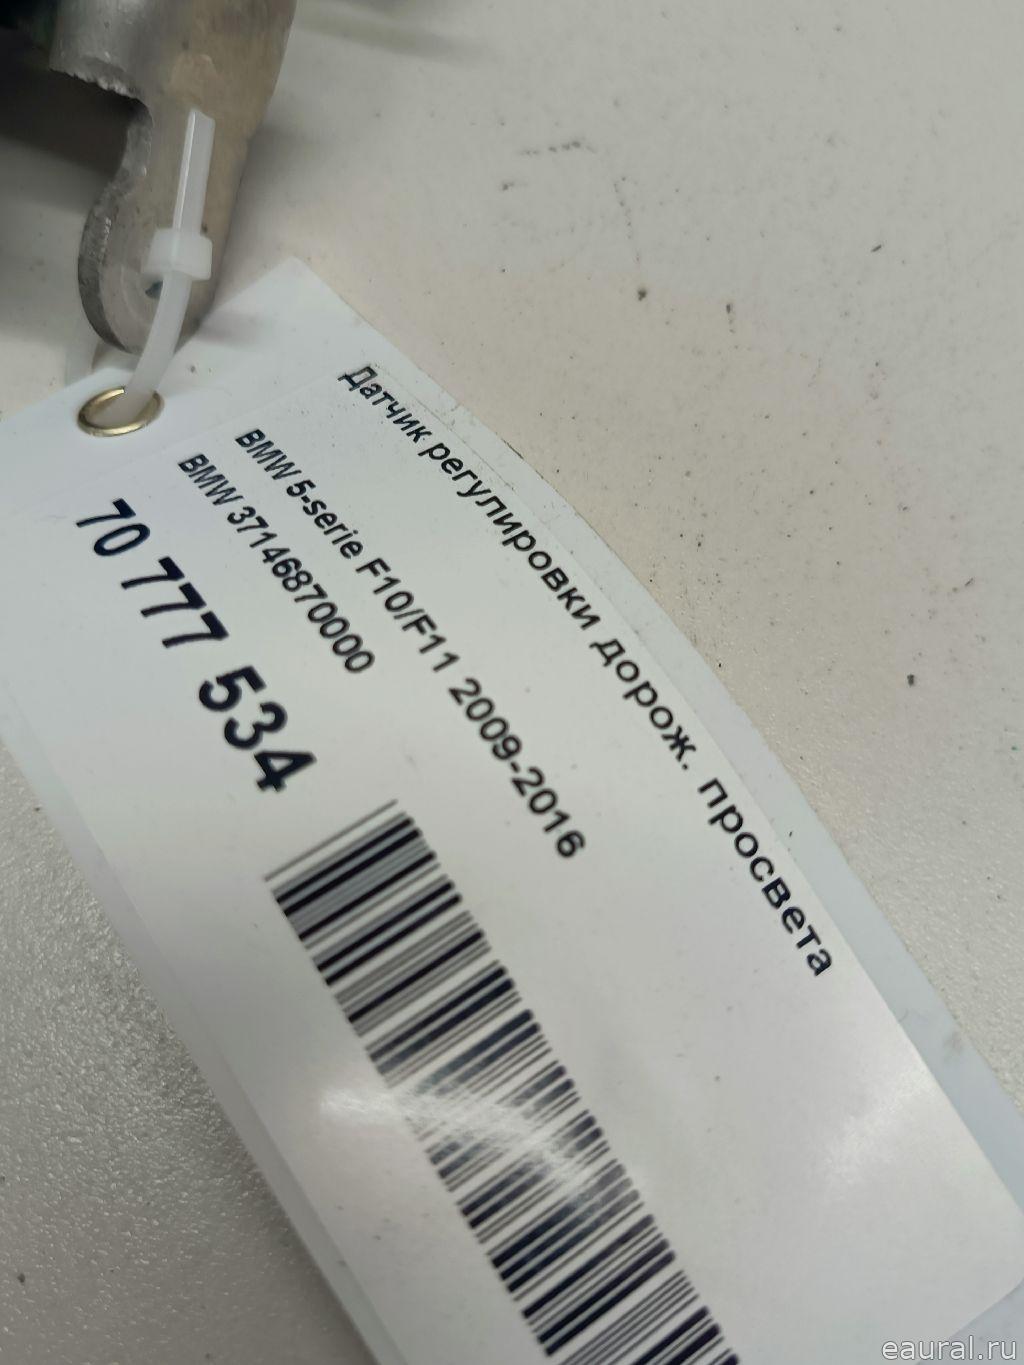 Датчик регулировки дорож. просвета
BMW 5-serie F10/F11 2009-2016
BMW 37146870000
70 777 534
eaural.ru